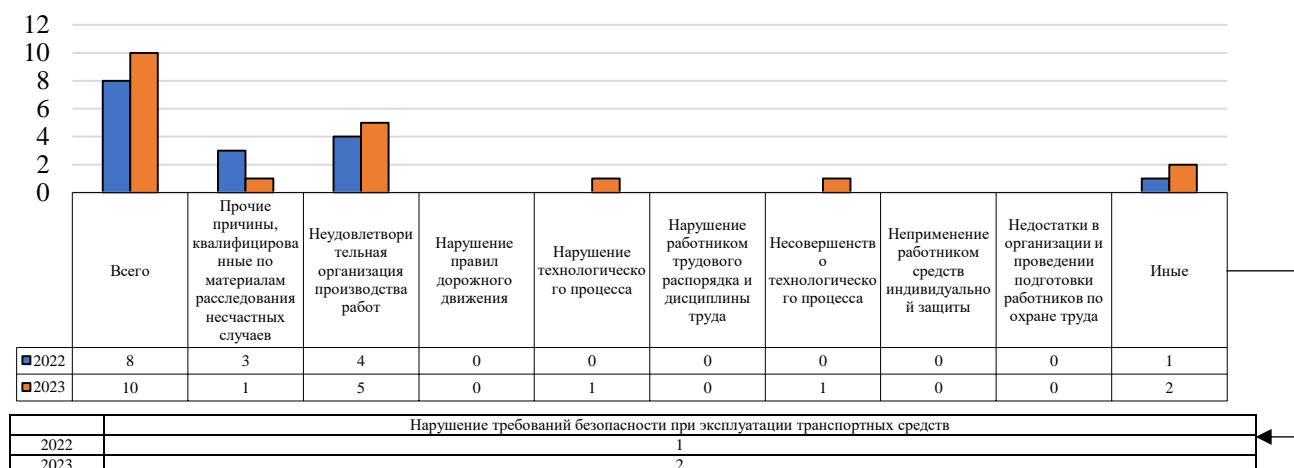 12
10
8
6
4
2
0
Всего
Прочие
причины,
квалифицирова
нные по
материалам
расследования
несчастных
случаев
Неудовлетвори
тельная
организация
производства
работ
Нарушение
правил
дорожного
движения
Нарушение
технологическо
го процесса
Нарушение
работником
трудового
распорядка и
дисциплины
труда
Несовершенств
о
технологическо
го процесса
Неприменение
работником
средств
индивидуально
й защиты
Недостатки в
организации и
проведении
подготовки
работников по
охране труда
Иные
2022 8 3 4 0 0 0 0 0 0 1
2023 10 1 5 0 1 0 1 0 0 2
Нарушение требований безопасности при эксплуатации транспортных средств
2022 1
2023 2